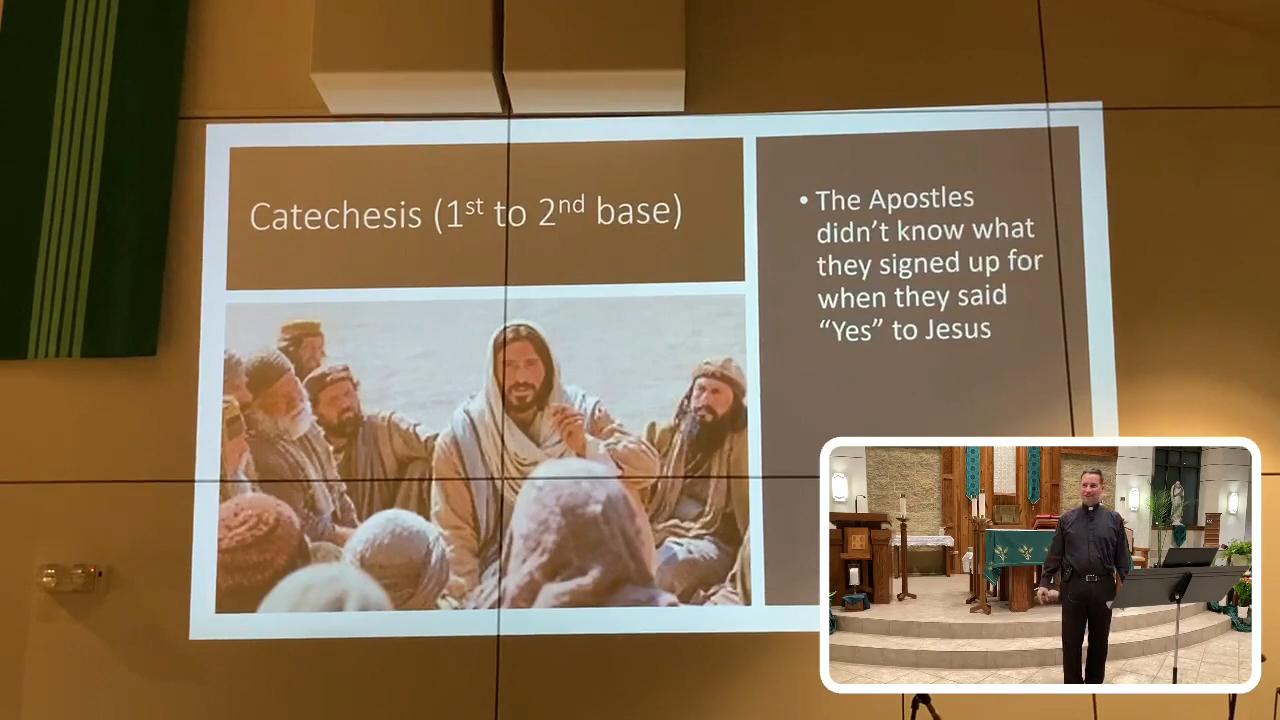 Catechesis (1st to 2nd base)
• The Apostles
didn't know what
they signed up for
when they said
“Yes” to Jesus